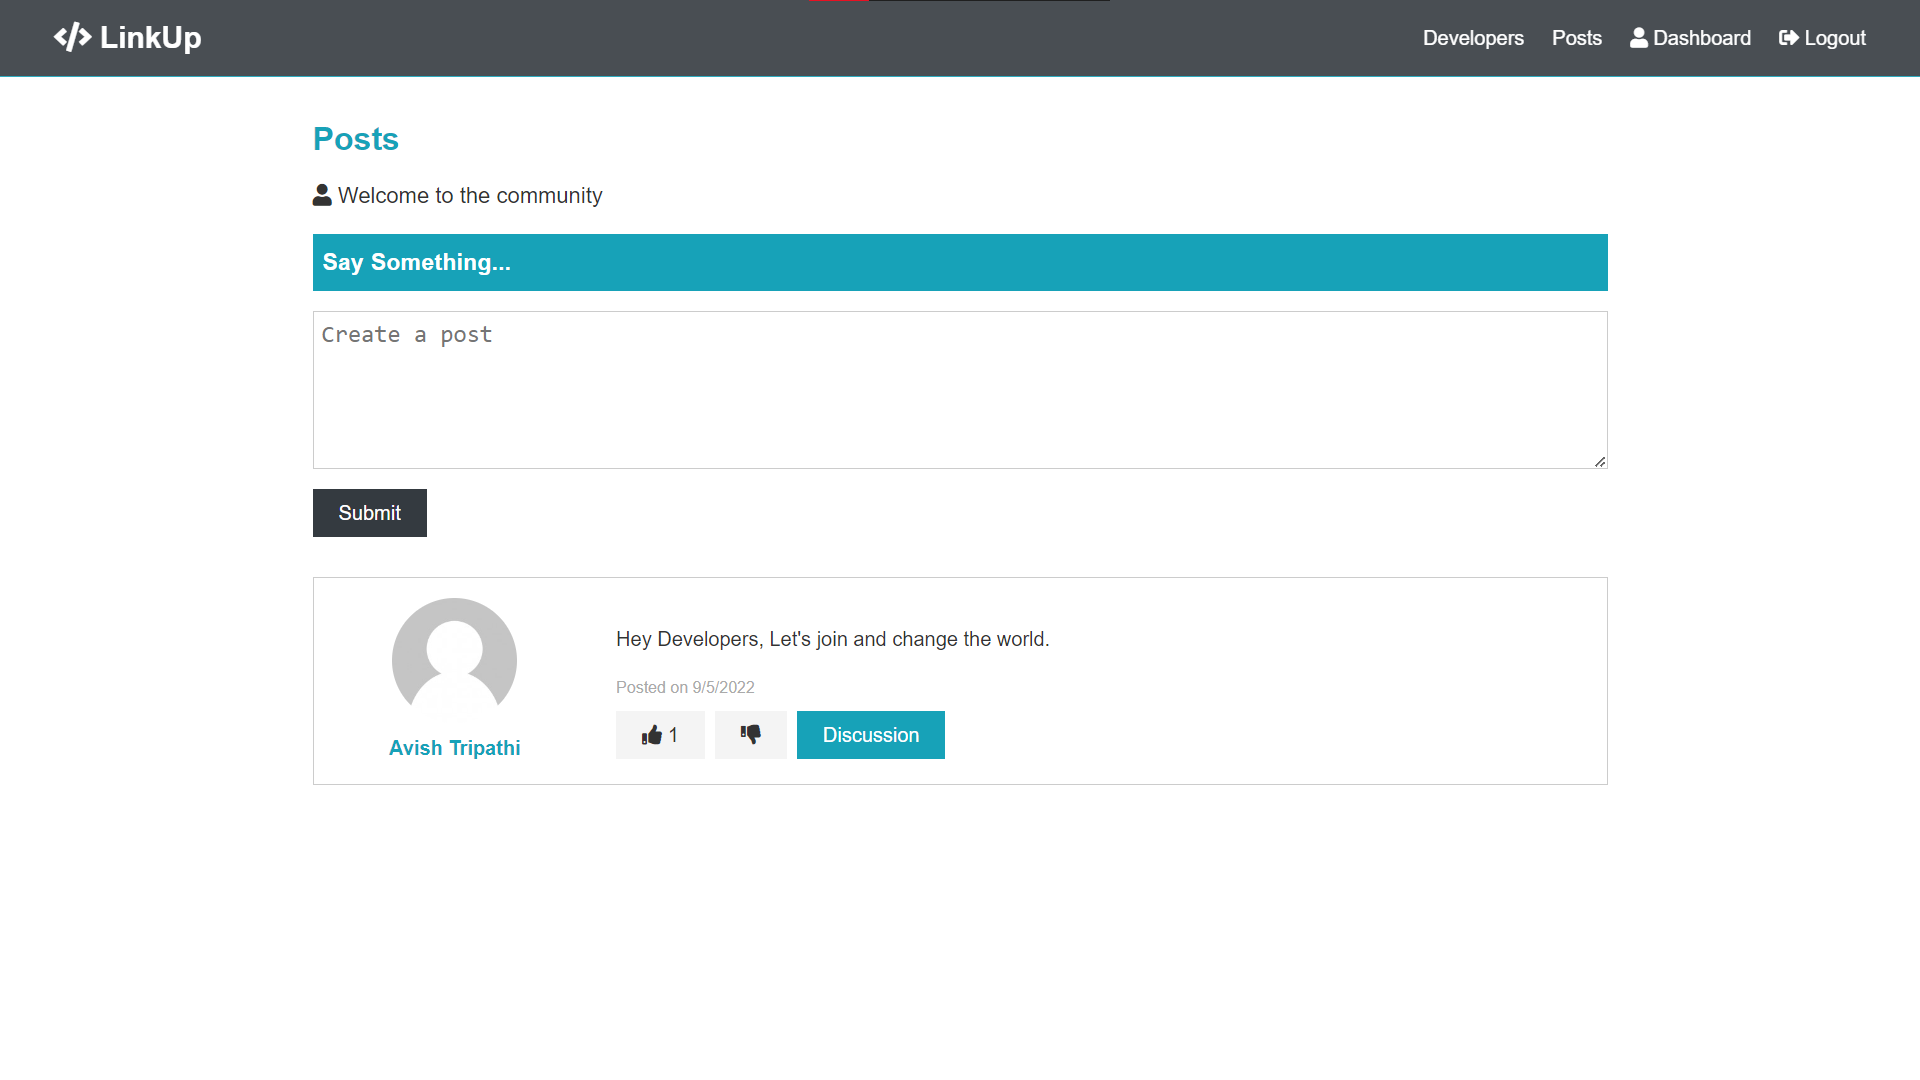 LinkUp
Developers Posts Dashboard Logout
Posts
Welcome to the community
Say Something...
Create a post
Submit
Hey Developers, Let's join and change the world.
Posted on 9/5/2022
1
Discussion
Avish Tripathi